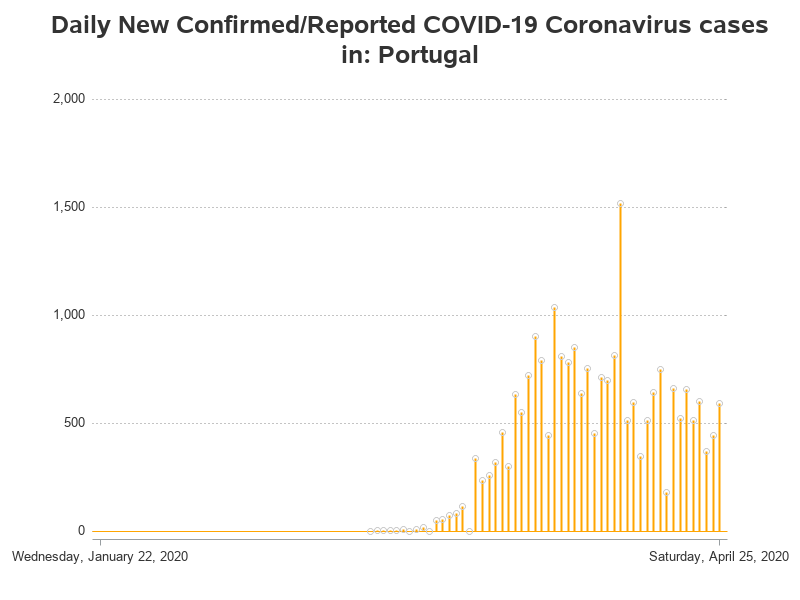 Daily New Confirmed/Reported COVID-19 Coronavirus cases
in: Portugal
2,000
1,500
1,000
500
0
Wednesday, January 22, 2020
Saturday, April 25, 2020